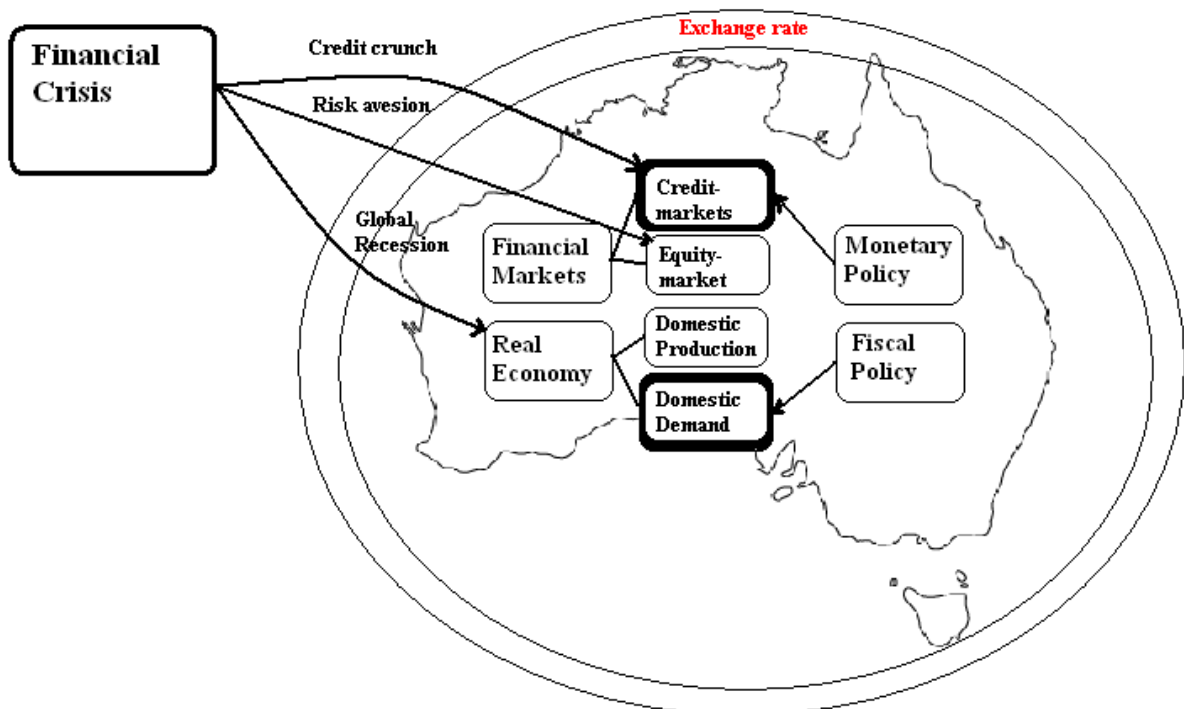 Exchange rate
Financial
Crisis
Credit crunch
Risk avesion
Global
Recession
Credit-
markets
Financial
Markets
Equity-
market
Monetary
Policy
Real
Economy
Domestic
Production
Fiscal
Policy
Domestic
Demand